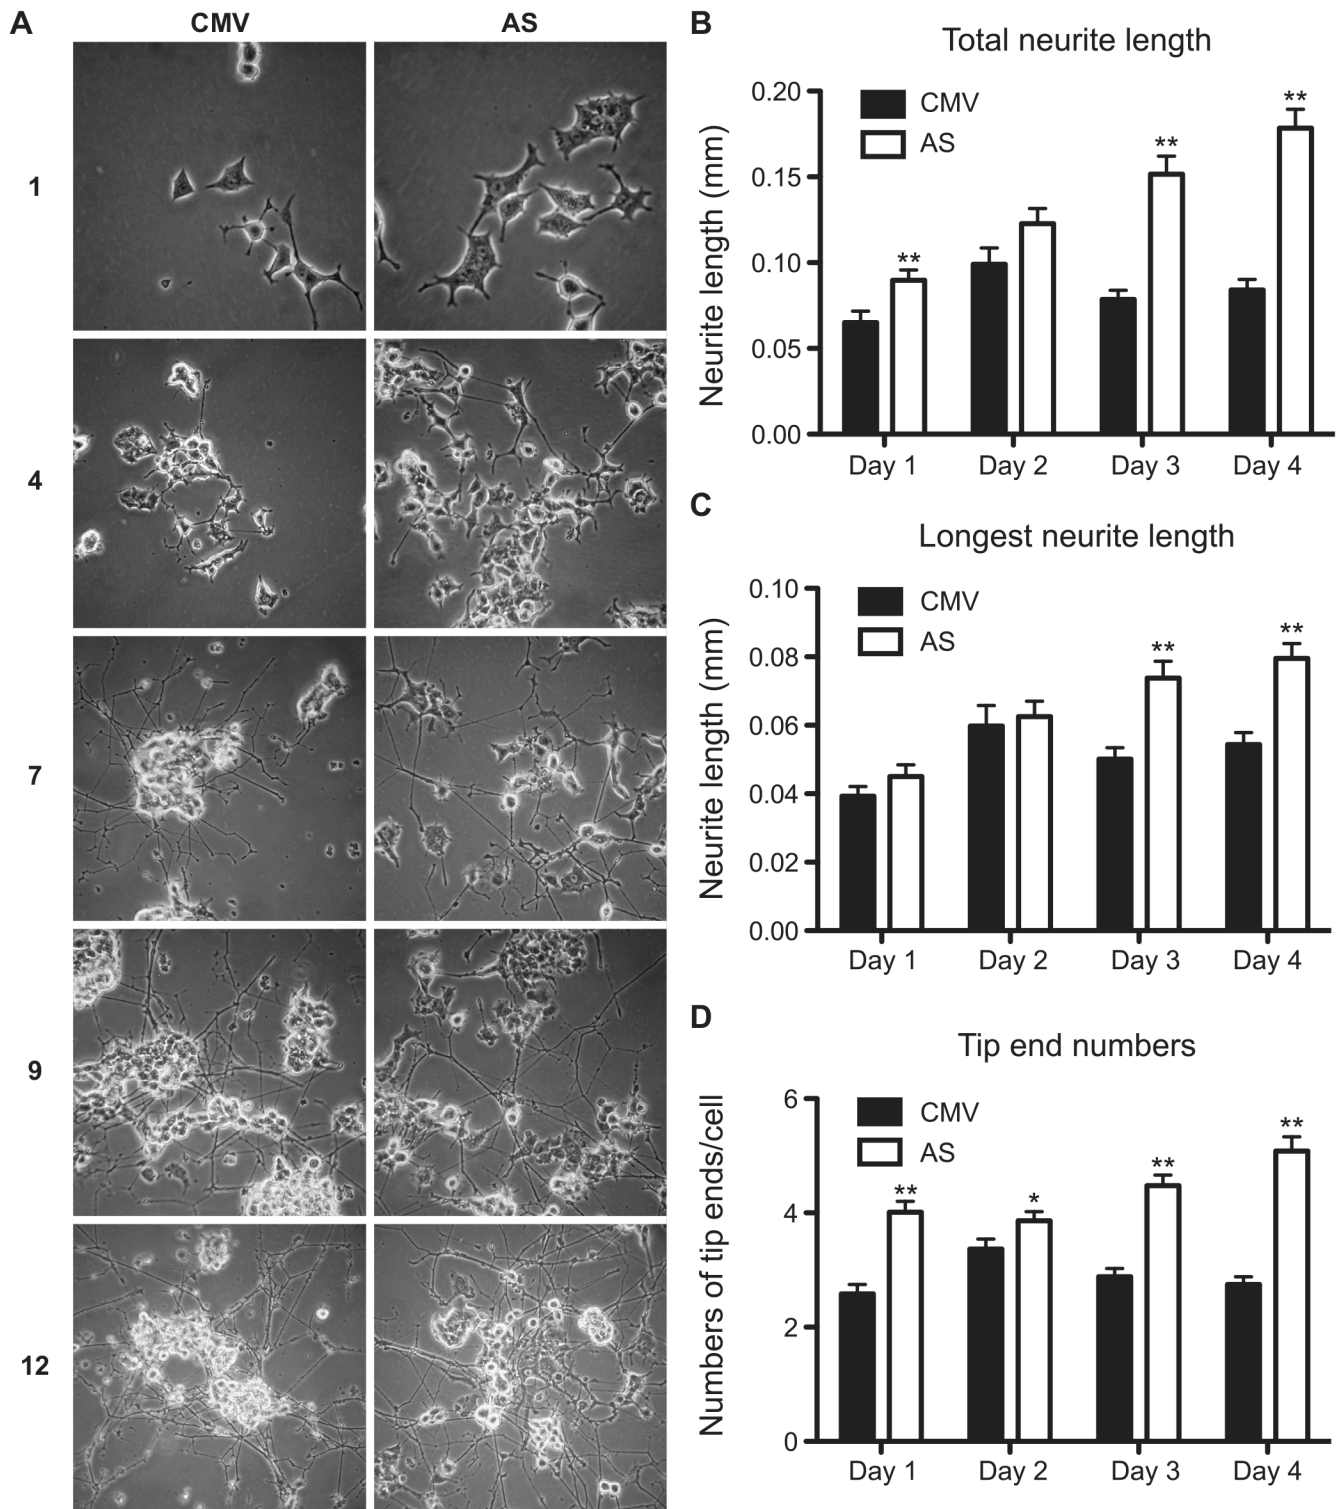 A
CMV
AS
1
4
7
9
12
B
Total neurite length
Neurite length (mm)
0.20
0.15
0.10
0.05
0.00
CMV
AS
**
**
**
Day 1
Day 2
Day 3
Day 4
C
Longest neurite length
Neurite length (mm)
0.10
0.08
0.06
0.04
0.02
0.00
CMV
AS
**
**
Day 1
Day 2
Day 3
Day 4
D
Tip end numbers
Numbers of tip ends/cell
6
4
2
0
CMV
AS
**
*
**
**
Day 1
Day 2
Day 3
Day 4